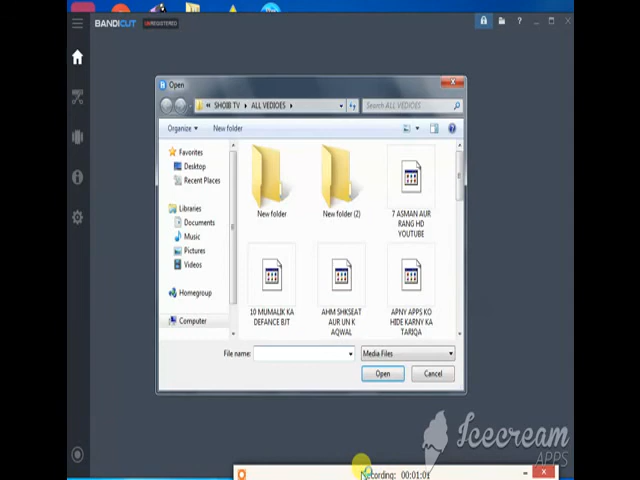 BANDICUT UNREGISTERED
?
Open
« SHOIB TV ▸ ALL VEDIOES ▸
Search ALL VEDIOES
Organize ▾ New folder
Favorites
Desktop
Recent Places
Libraries
Documents
Music
Pictures
Videos
Homegroup
Computer
New folder
New folder (2)
7 ASMAN AUR
RANG HD
YOUTUBE
10 MUMALIK KA
DEFANCE BJT
AHM SHKSEAT
AUR UN K
AQWAL
APNY APPS KO
HIDE KARNY KA
TARIQA
File name:
Media Files
Open Cancel
Icecream
APPS
Recording: 00:01:01